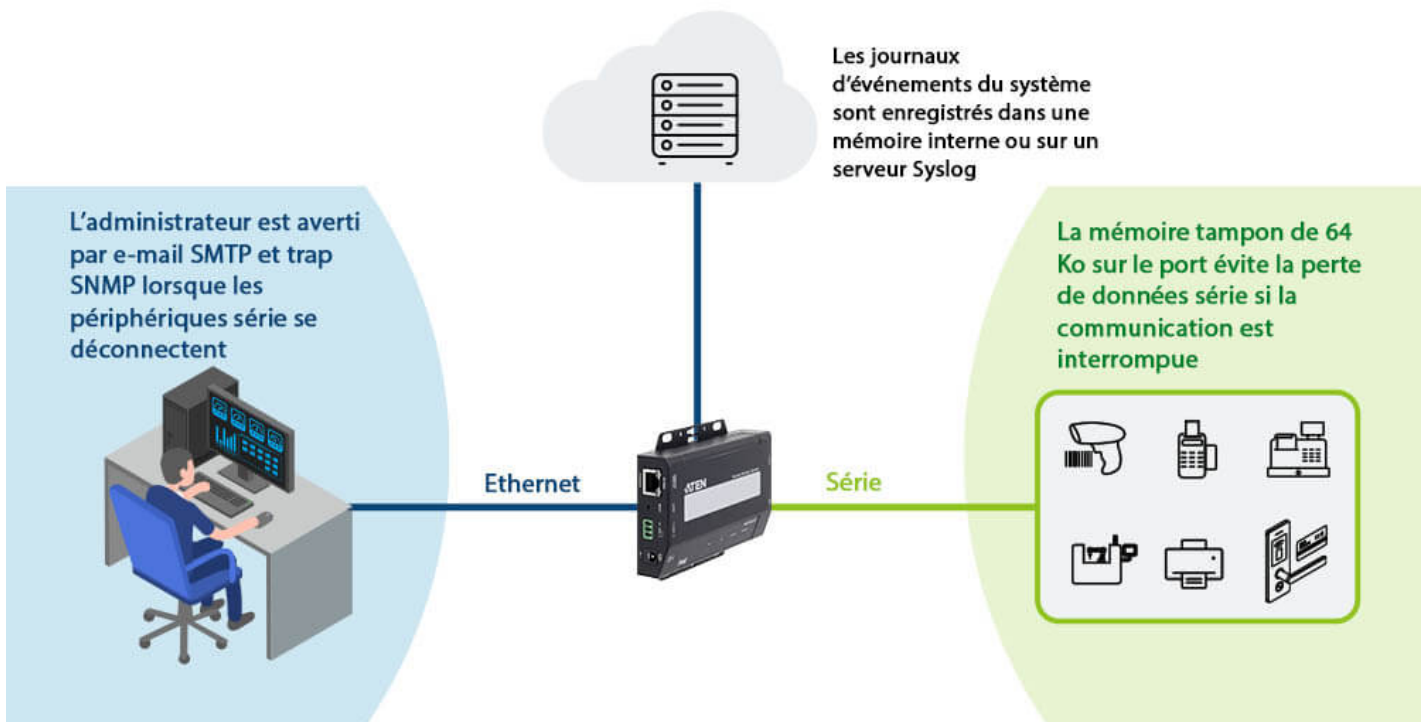 Les journaux
d'événements du système
sont enregistrés dans une
mémoire interne ou sur un
serveur Syslog
L'administrateur est averti
par e-mail SMTP et trap
SNMP lorsque les
périphériques série se
déconnectent
La mémoire tampon de 64
Ko sur le port évite la perte
de données série si la
communication est
interrompue
Ethernet
ATEN
Série